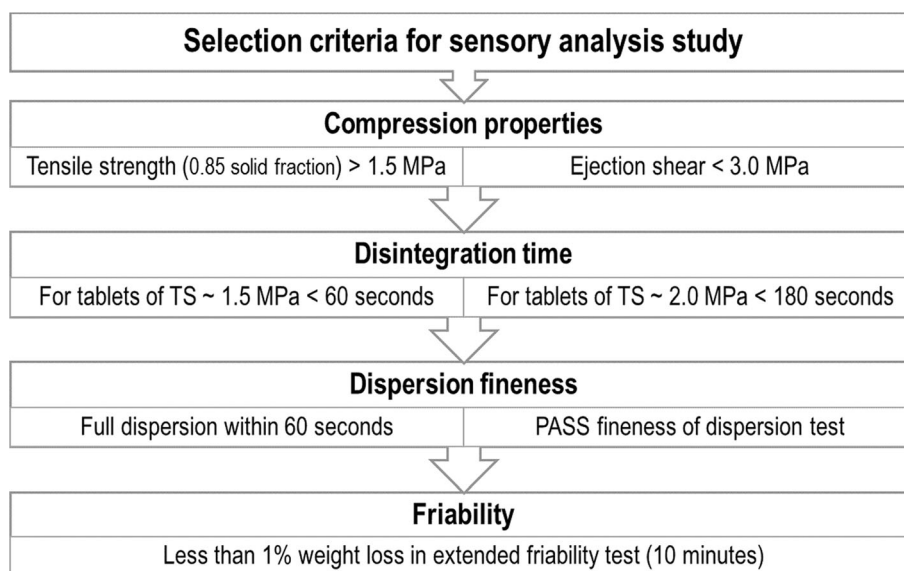 Selection criteria for sensory analysis study
Compression properties
Tensile strength (0.85 solid fraction) > 1.5 MPa
Ejection shear < 3.0 MPa
Disintegration time
For tablets of TS ~ 1.5 MPa < 60 seconds
For tablets of TS ~ 2.0 MPa < 180 seconds
Dispersion fineness
Full dispersion within 60 seconds
PASS fineness of dispersion test
Friability
Less than 1% weight loss in extended friability test (10 minutes)